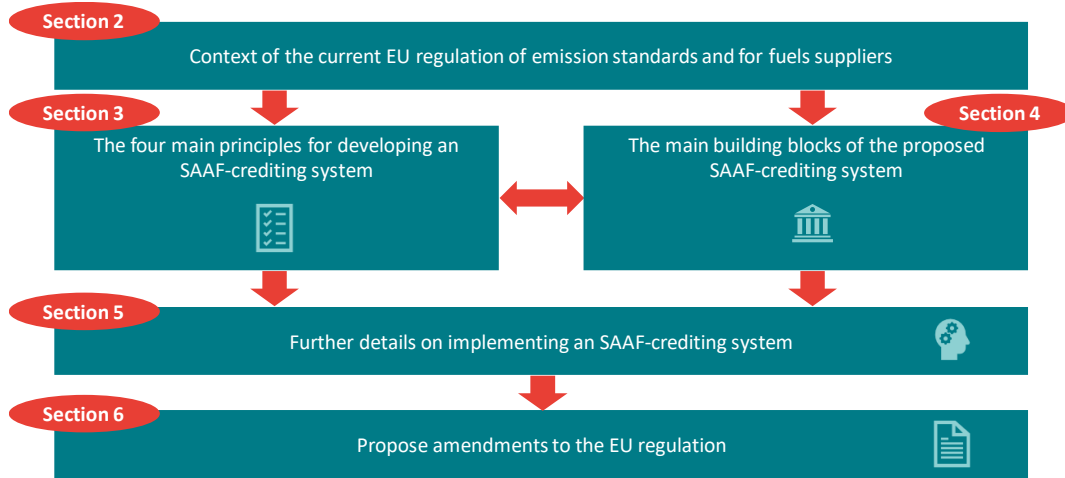 Section 2
Context of the current EU regulation of emission standards and for fuels suppliers
Section 3
The four main principles for developing an
SAAF-crediting system
Section 4
The main building blocks of the proposed
SAAF-crediting system
Section 5
Further details on implementing an SAAF-crediting system
Section 6
Propose amendments to the EU regulation